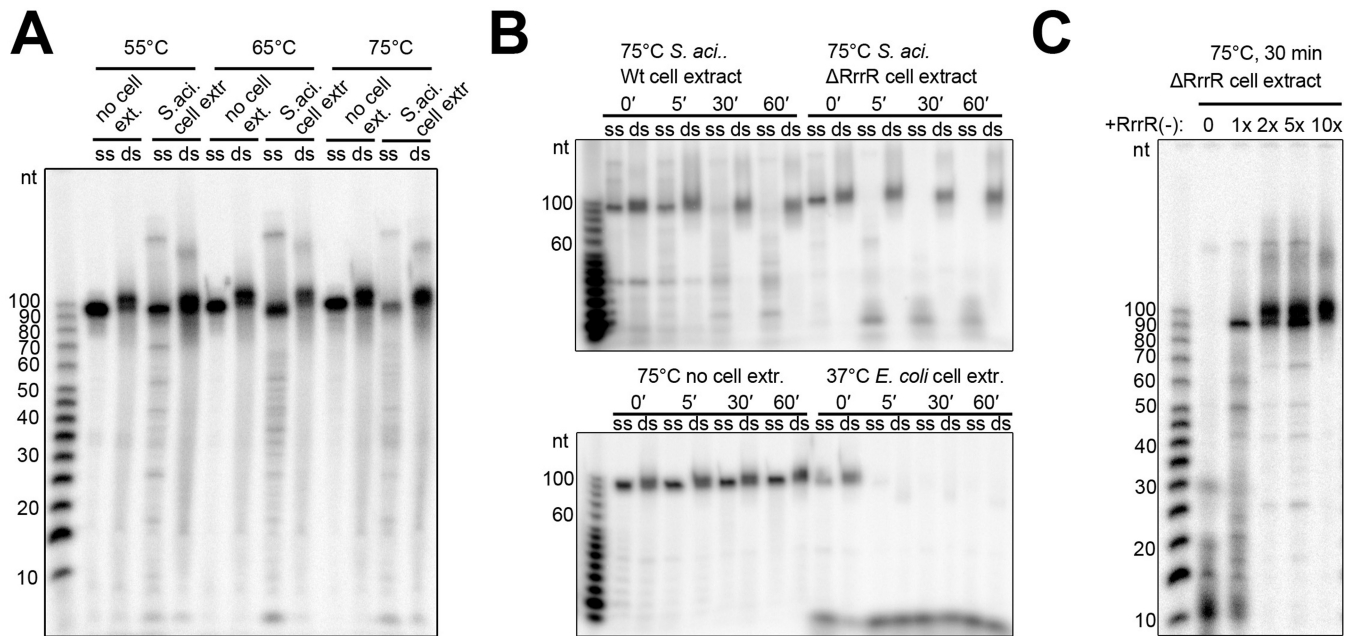 A
55°C 65°C 75°C
no cell ext. S.aci. cell extr no cell ext. S.aci. cell extr no cell ext. S.aci. cell extr
ss ds ss ds ss ds ss ds ss ds ss ds
nt
100
90
80
70
60
50
40
30
20
10
B
75°C S. aci.. 75°C S. aci.
Wt cell extract ΔRrrR cell extract
0′ 5′ 30′ 60′ 0′ 5′ 30′ 60′
ss ds ss ds ss ds ss ds ss ds ss ds ss ds ss ds
nt
100
60
75°C no cell extr. 37°C E. coli cell extr.
0′ 5′ 30′ 60′ 0′ 5′ 30′ 60′
ss ds ss ds ss ds ss ds ss ds ss ds ss ds ss ds
nt
100
60
C
75°C, 30 min
ΔRrrR cell extract
+RrrR(-): 0 1x 2x 5x 10x
nt
100
90
80
70
60
50
40
30
20
10